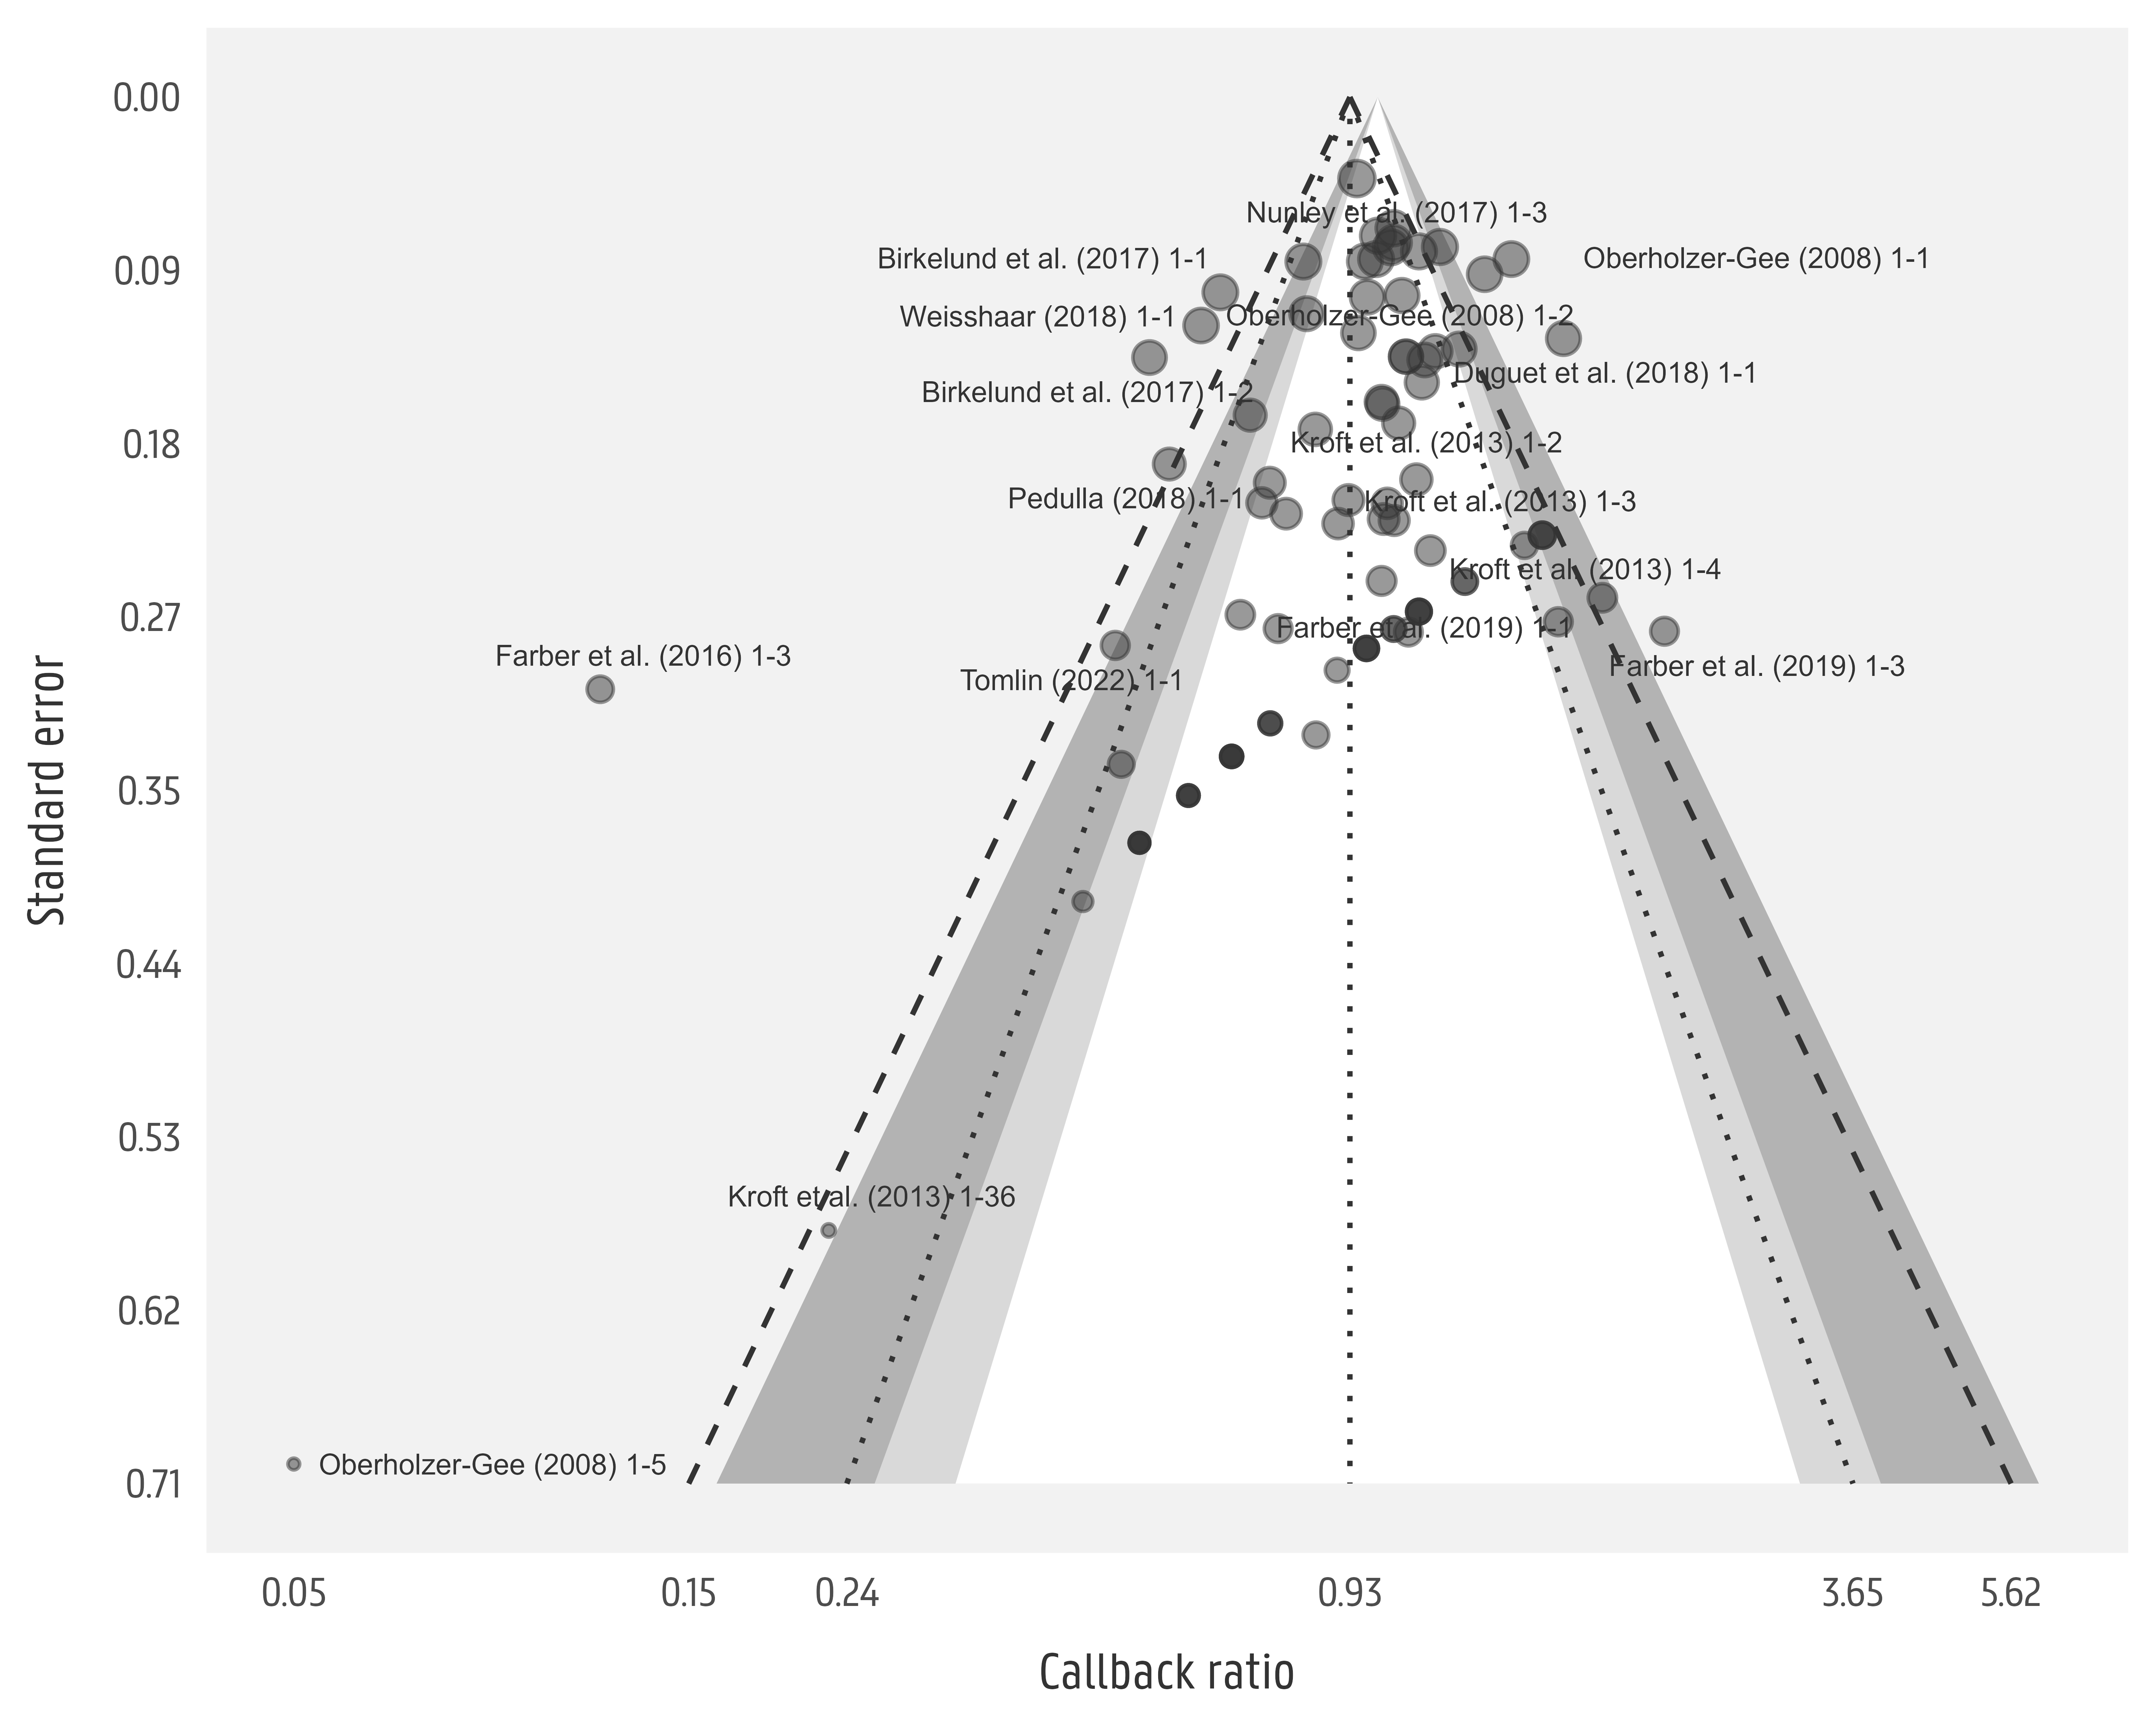 0.00
Nunley et al. (2017) 1-3
Birkelund et al. (2017) 1-1
Oberholzer-Gee (2008) 1-1
0.09
Weisshaar (2018) 1-1
Oberholzer-Gee (2008) 1-2
Duguet et al. (2018) 1-1
Birkelund et al. (2017) 1-2
0.18
Kroft et al. (2013) 1-2
Pedulla (2018) 1-1
Kroft et al. (2013) 1-3
Kroft et al. (2013) 1-4
0.27
Farber et al. (2019) 1-1
Farber et al. (2016) 1-3
Farber et al. (2019) 1-3
Tomlin (2022) 1-1
Standard error
0.35
0.44
0.53
Kroft et al. (2013) 1-36
0.62
Oberholzer-Gee (2008) 1-5
0.71
0.05
0.15
0.24
0.93
3.65
5.62
Callback ratio